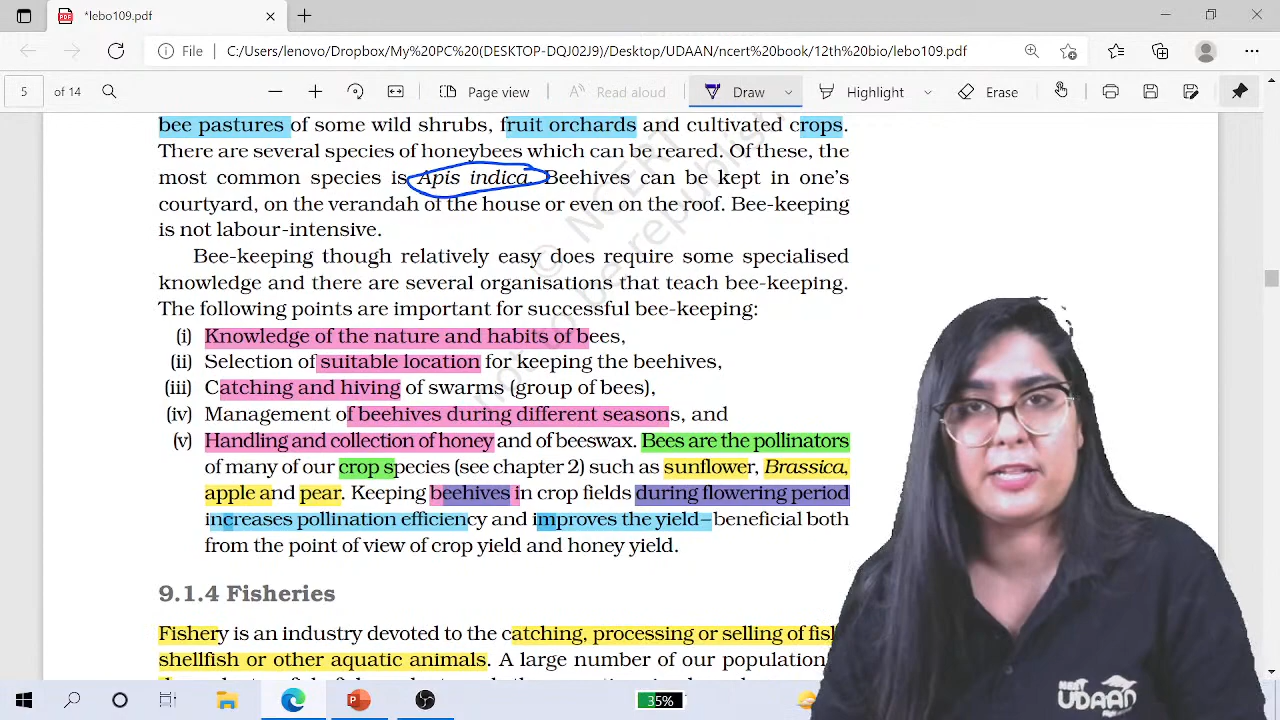 *lebo109.pdf
File C:/Users/lenovo/Dropbox/My%20PC%20(DESKTOP-DQJ02J9)/Desktop/UDAAN/ncert%20book/12th%20bio/lebo109.pdf
5 of 14 Page view Read aloud Draw Highlight Erase
bee pastures of some wild shrubs, fruit orchards and cultivated crops.
There are several species of honeybees which can be reared. Of these, the
most common species is Apis indica. Beehives can be kept in one's
courtyard, on the verandah of the house or even on the roof. Bee-keeping
is not labour-intensive.
Bee-keeping though relatively easy does require some specialised
knowledge and there are several organisations that teach bee-keeping.
The following points are important for successful bee-keeping:
(i) Knowledge of the nature and habits of bees,
(ii) Selection of suitable location for keeping the beehives,
(iii) Catching and hiving of swarms (group of bees),
(iv) Management of beehives during different seasons, and
(v) Handling and collection of honey and of beeswax. Bees are the pollinators
of many of our crop species (see chapter 2) such as sunflower, Brassica,
apple and pear. Keeping beehives in crop fields during flowering period
increases pollination efficiency and improves the yield–beneficial both
from the point of view of crop yield and honey yield.
9.1.4 Fisheries
Fishery is an industry devoted to the catching, processing or selling of fish,
shellfish or other aquatic animals. A large number of our population
© NCERT
not to be republis
35%
NEET
UDAAN